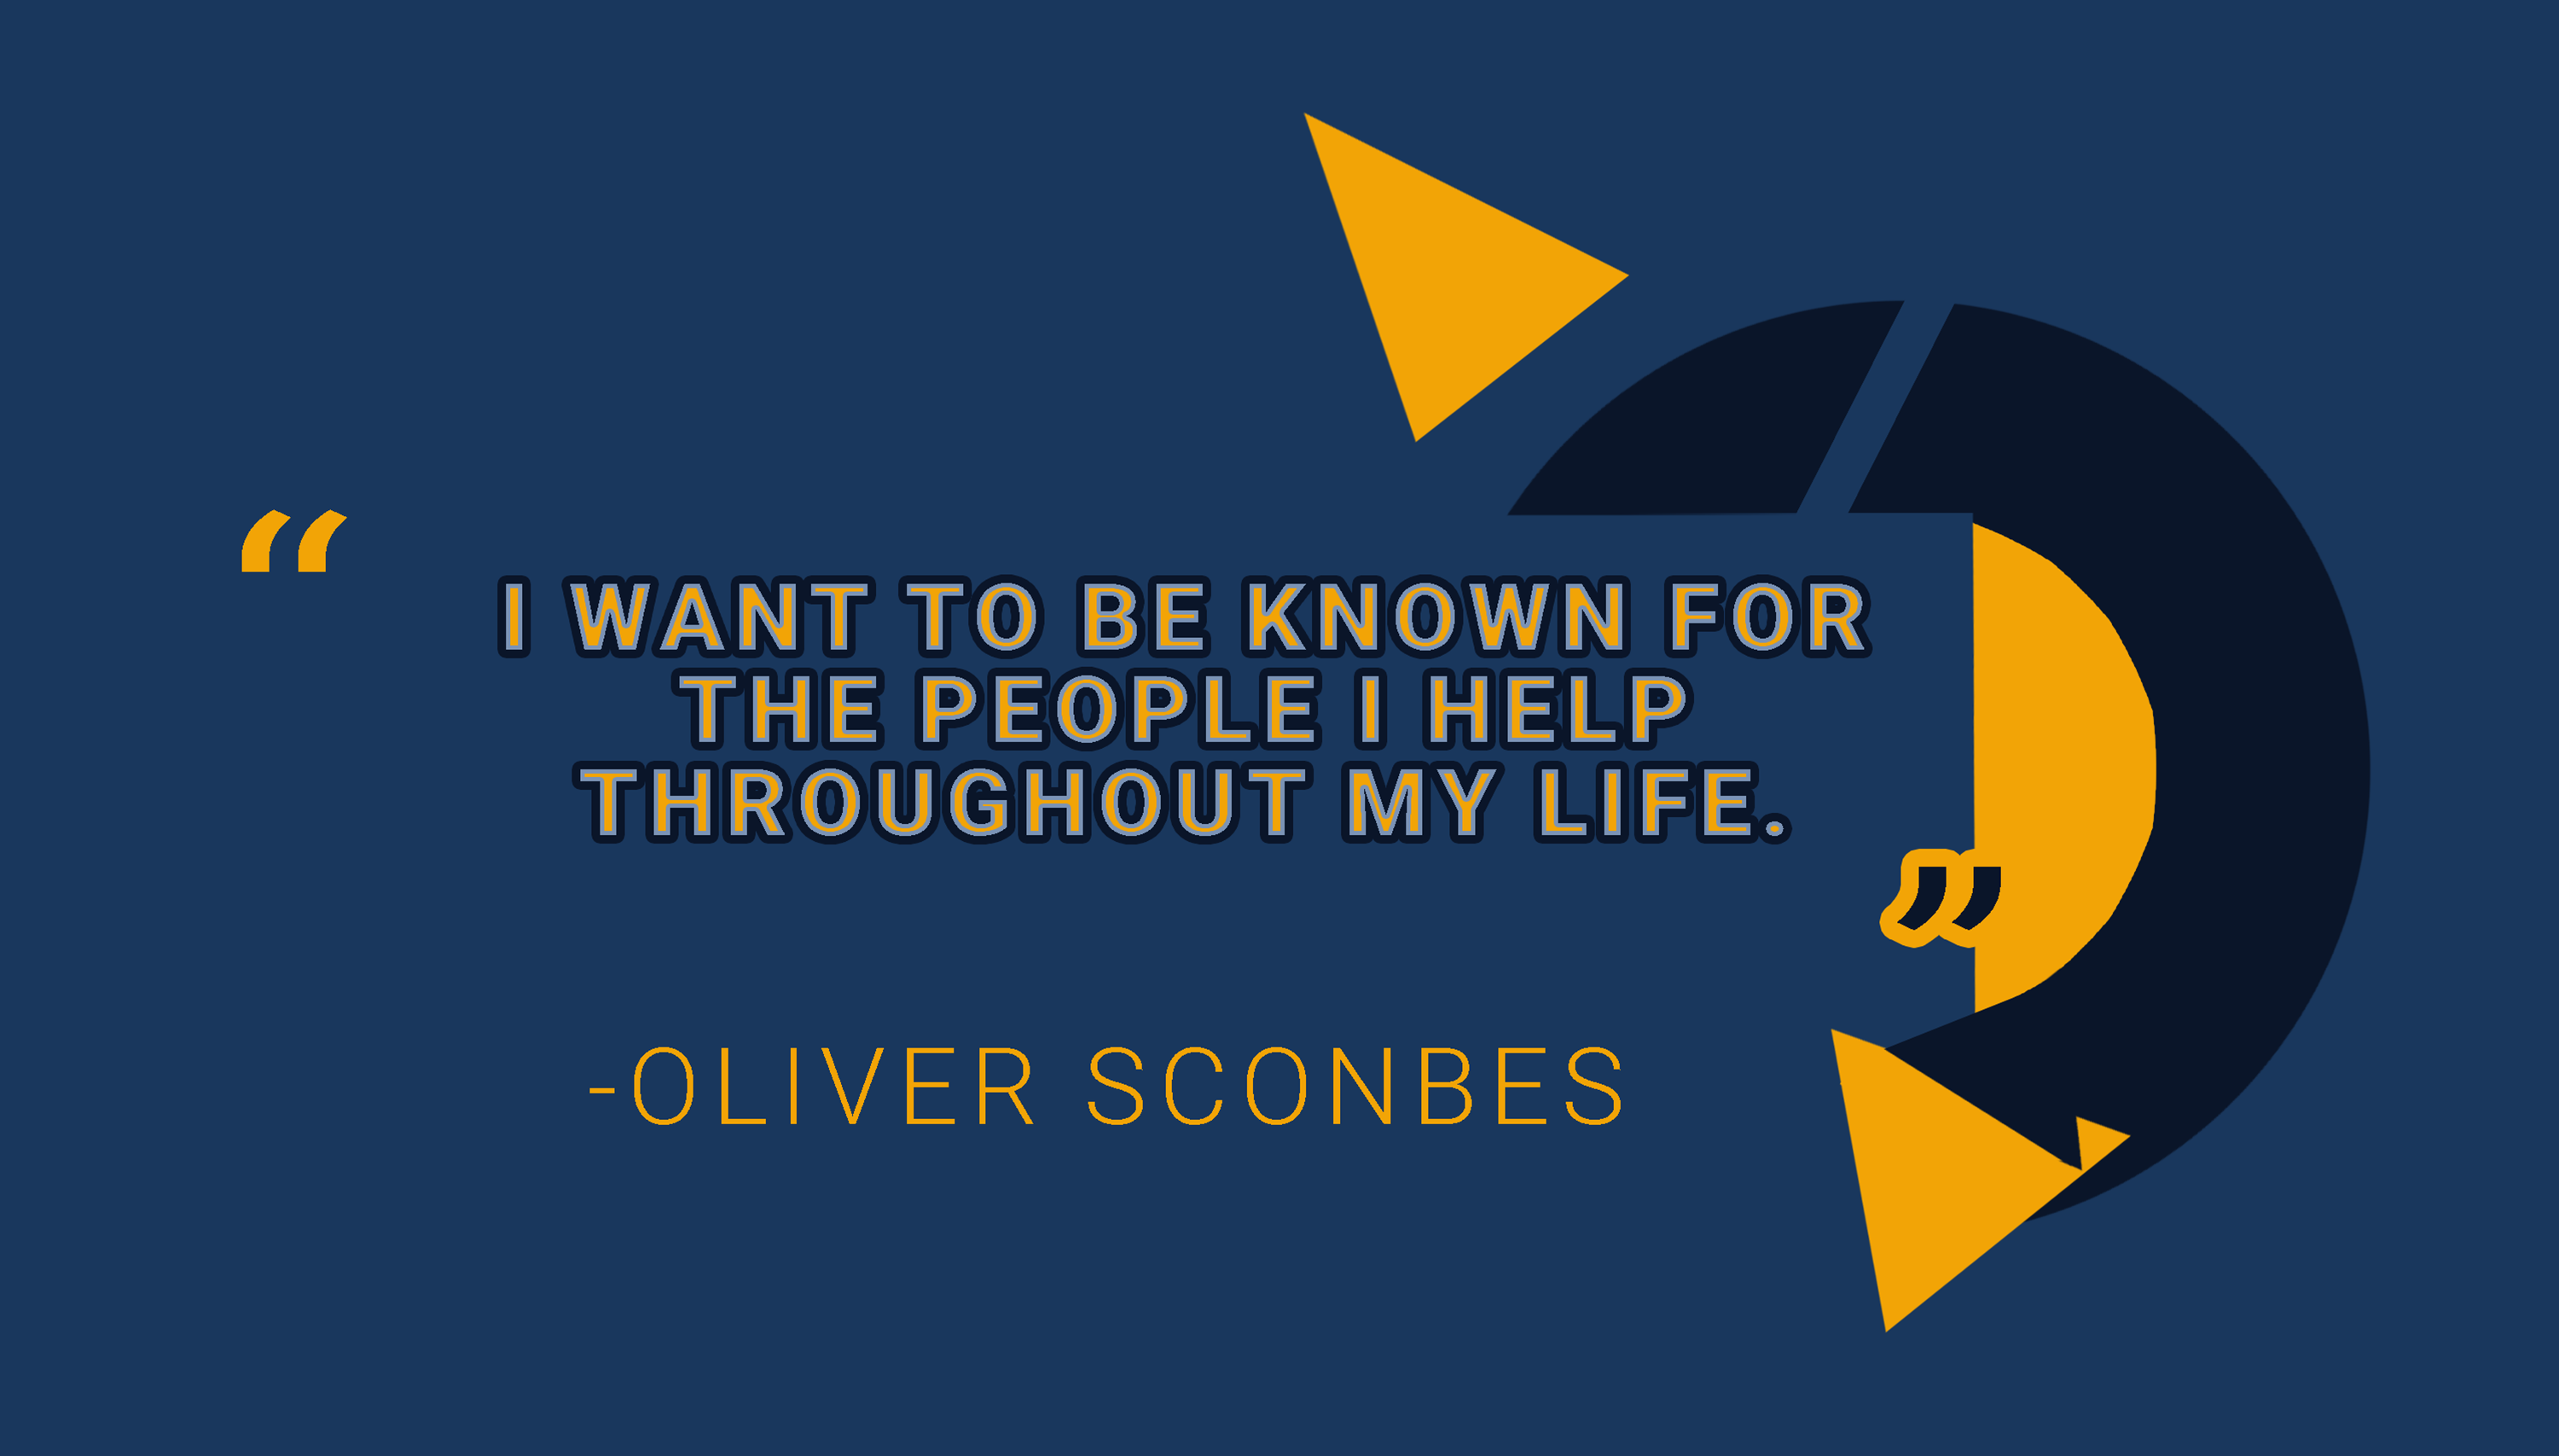 “
I WANT TO BE KNOWN FOR
THE PEOPLE I HELP
THROUGHOUT MY LIFE.
”
-OLIVER SCONBES